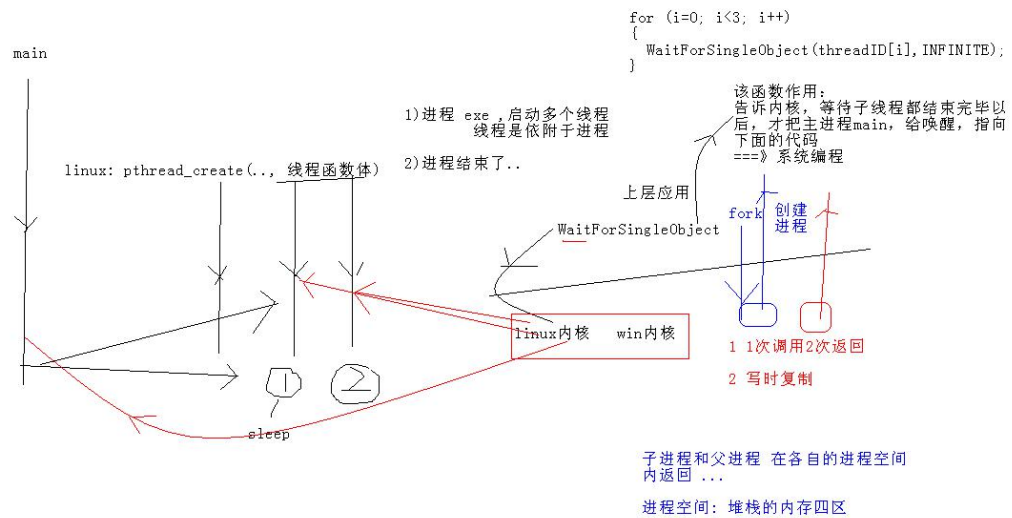 for (i=0; i<3; i++)
{
WaitForSingleObject(threadID[i],INFINITE);
}
main
该函数作用:
告诉内核, 等待子线程都结束完毕以
后, 才把主进程main, 给唤醒, 指向
下面的代码
===》系统编程
1)进程 exe ,启动多个线程
线程是依附于进程
2)进程结束了..
linux: pthread_create(.., 线程函数体)
上层应用
WaitForSingleObject
fork 创建
进程
linux内核 win内核
1 1次调用2次返回
2 写时复制
1 2
sleep
子进程和父进程 在各自的进程空间
内返回 ...
进程空间: 堆栈的内存四区